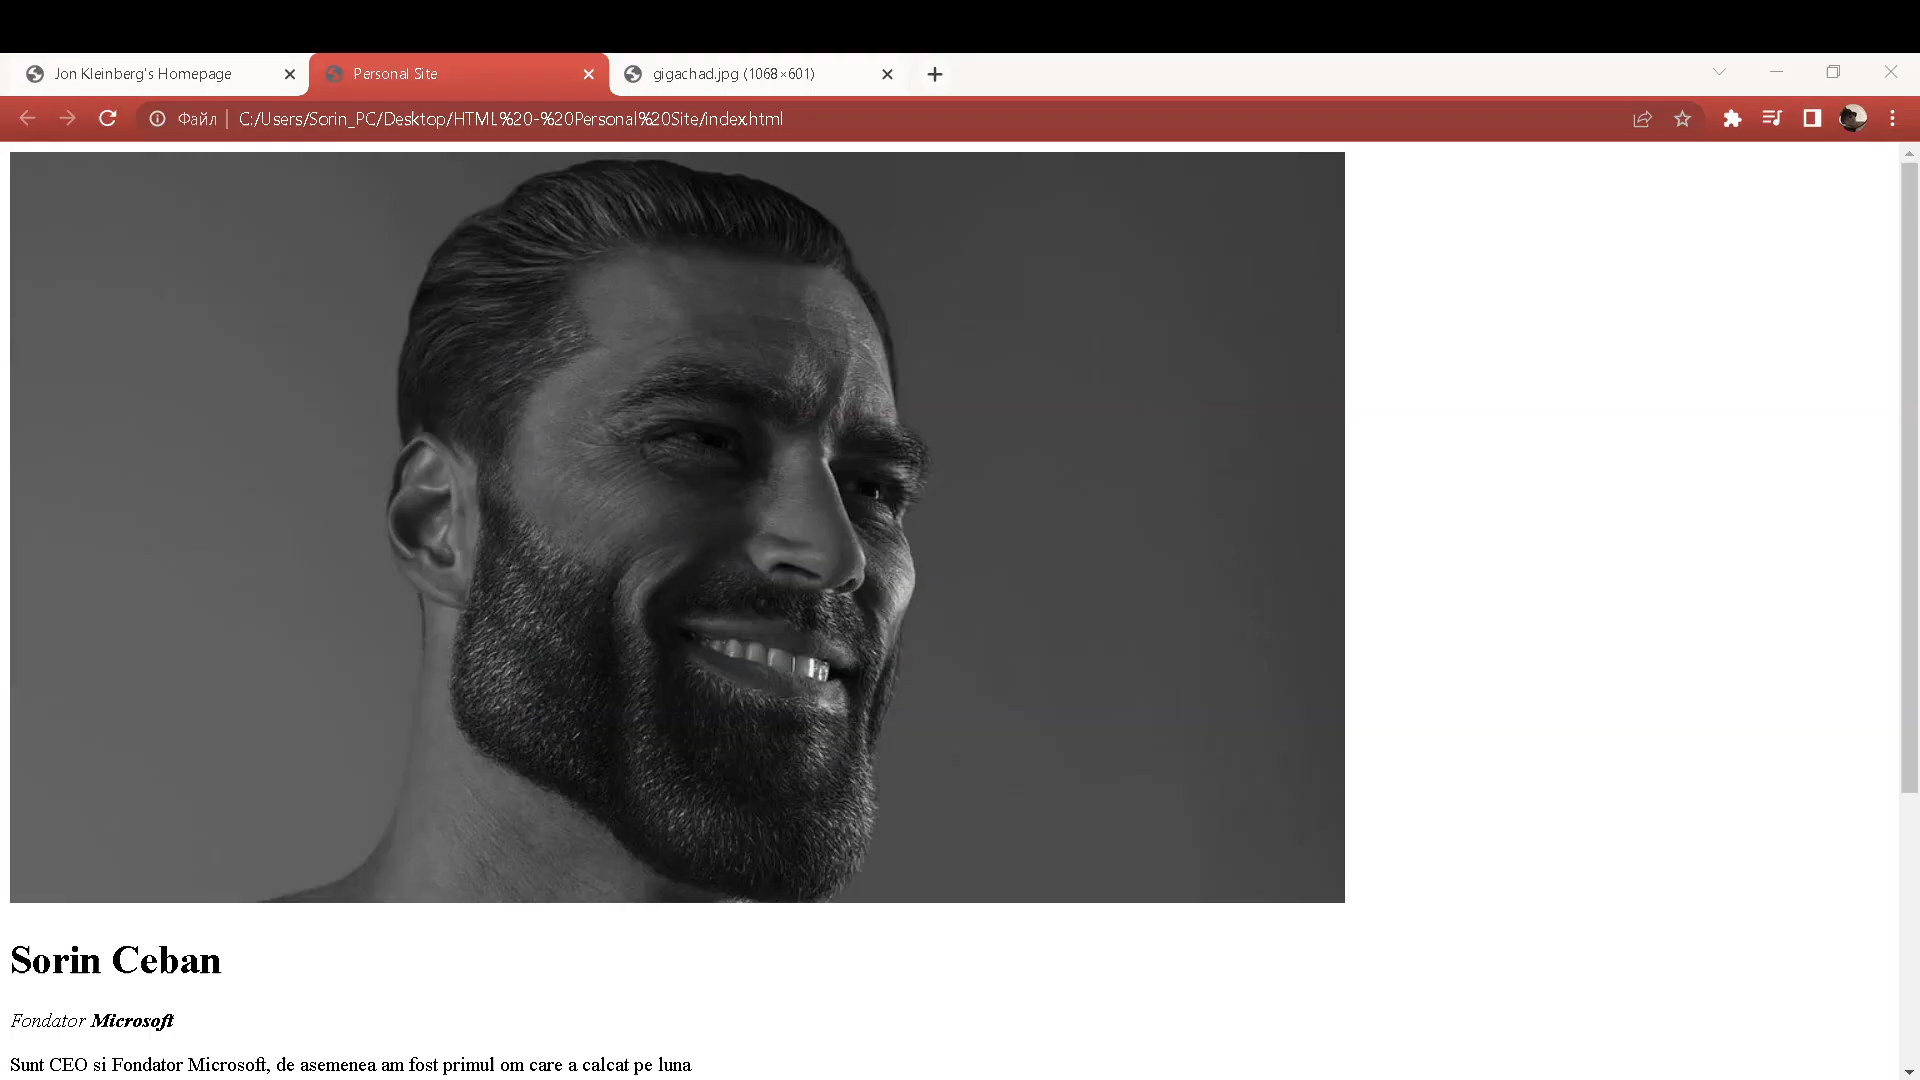 Jon Kleinberg's Homepage
Personal Site
gigachad.jpg (1068×601)
Файл
C:/Users/Sorin_PC/Desktop/HTML%20-%20Personal%20Site/index.html
Sorin Ceban
Fondator Microsoft
Sunt CEO si Fondator Microsoft, de asemenea am fost primul om care a calcat pe luna